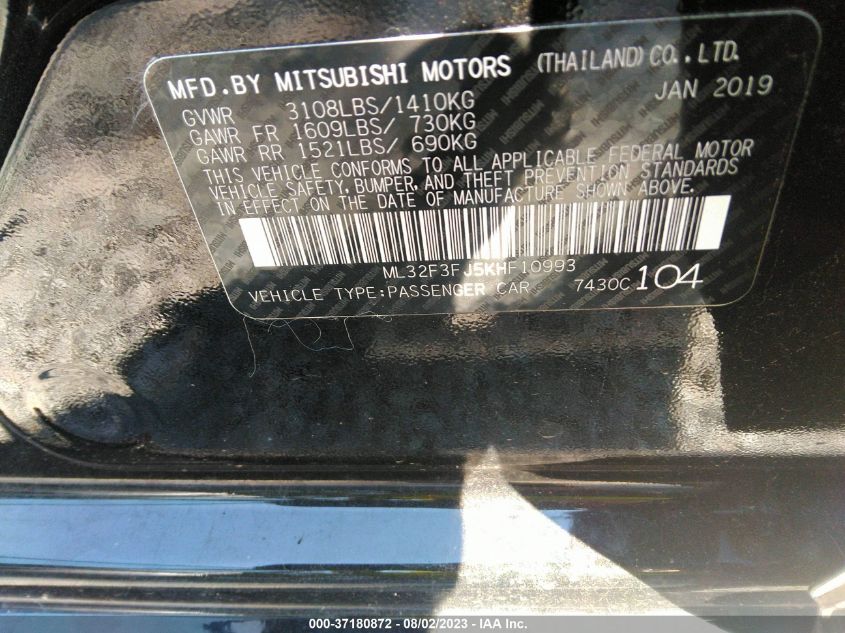 MFD.BY MITSUBISHI MOTORS (THAILAND) CO., LTD.
GVWR 3108LBS/1410KG JAN 2019
GAWR FR 1609LBS/ 730KG
GAWR RR 1521LBS/ 690KG
THIS VEHICLE CONFORMS TO ALL APPLICABLE FEDERAL MOTOR
VEHICLE SAFETY, BUMPER, AND THEFT PREVENTION STANDARDS
IN EFFECT ON THE DATE OF MANUFACTURE SHOWN ABOVE.
ML32F3FJ5KHF10993
VEHICLE TYPE:PASSENGER CAR 7430C 104
000-37180872 - 08/02/2023 - IAA Inc.